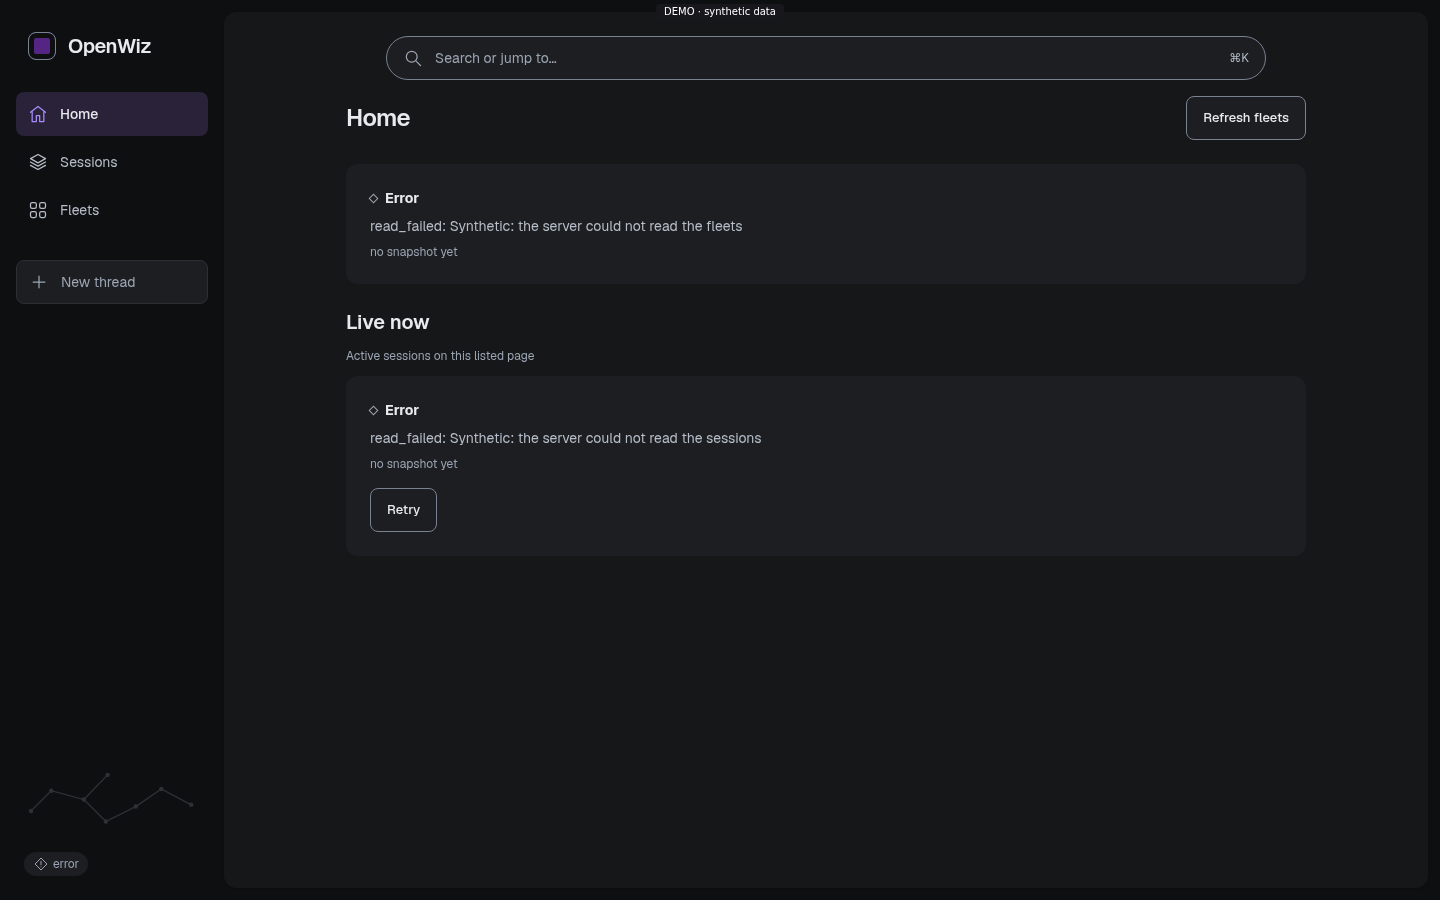 DEMO · synthetic data
OpenWiz
Search or jump to...
⌘K
Home
Sessions
Fleets
New thread
Home
Refresh fleets
Error
read_failed: Synthetic: the server could not read the fleets
no snapshot yet
Live now
Active sessions on this listed page
Error
read_failed: Synthetic: the server could not read the sessions
no snapshot yet
Retry
error